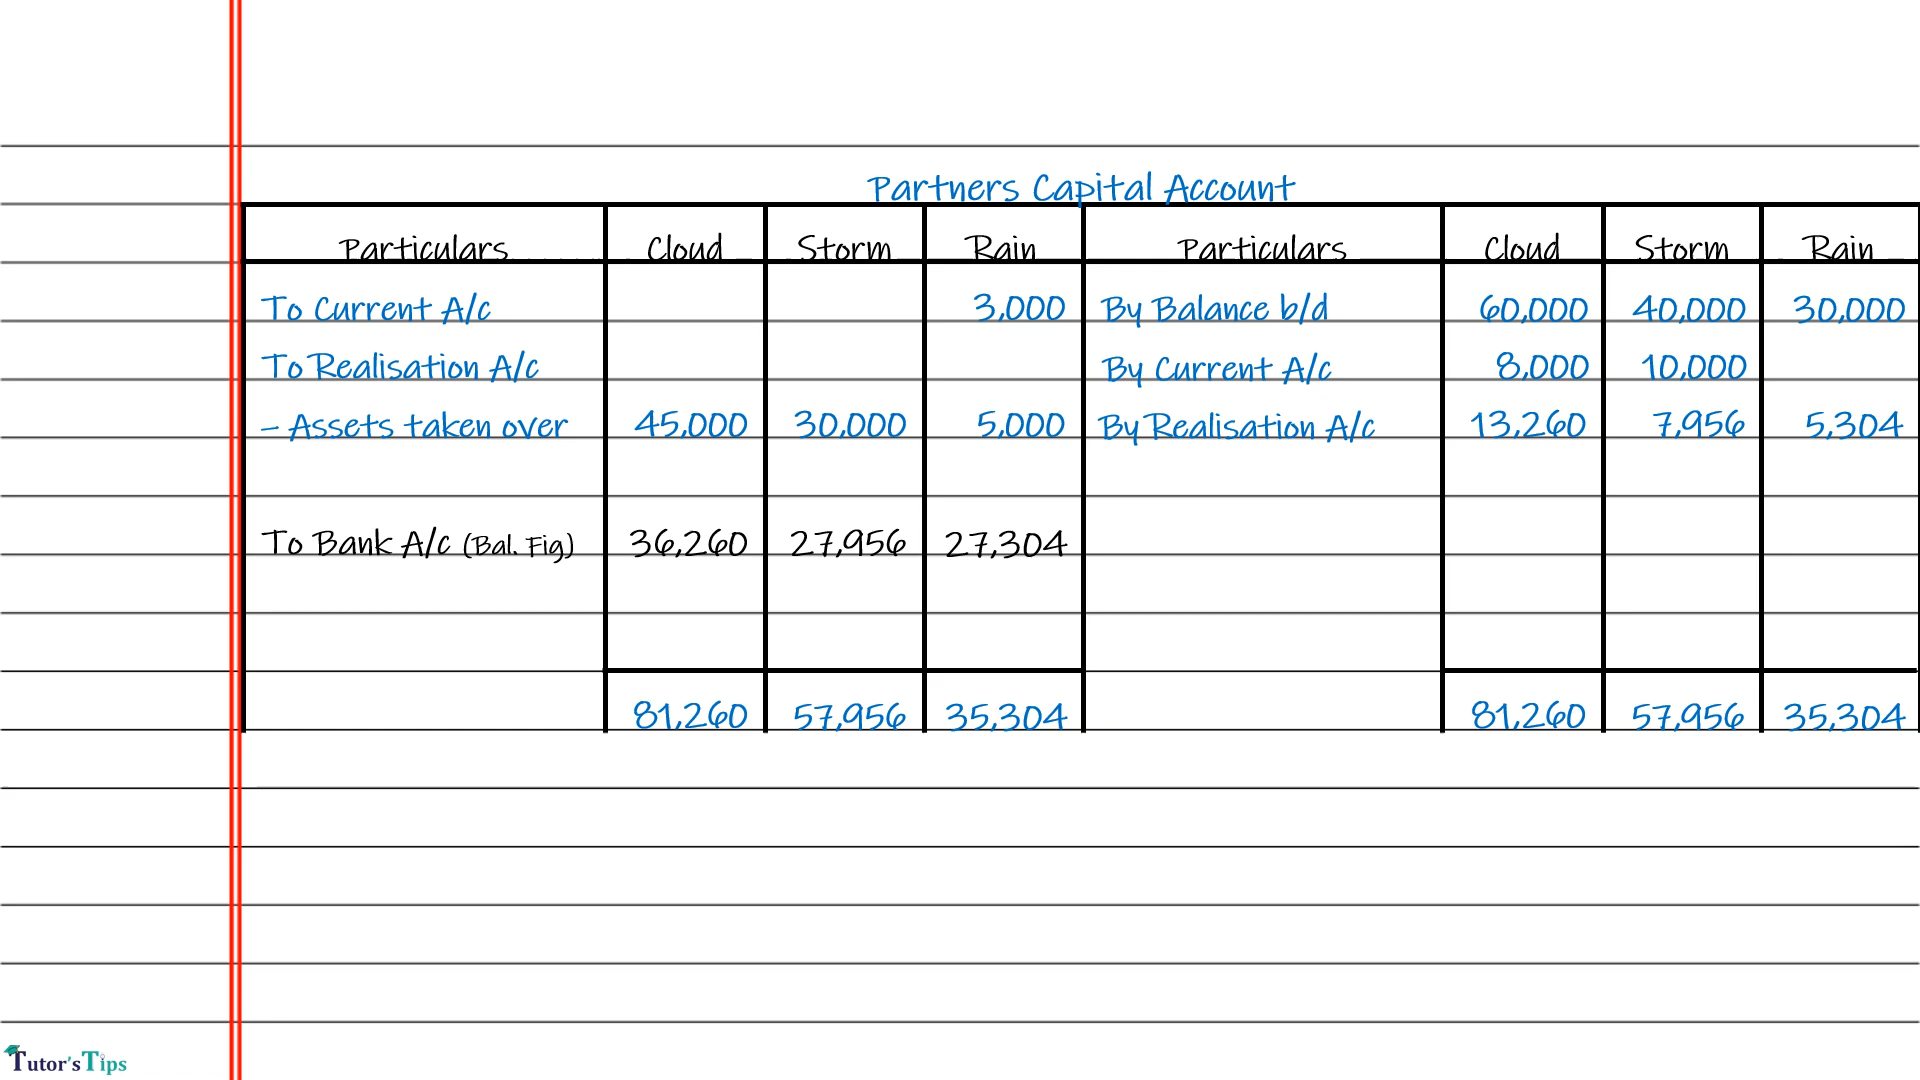 Partners Capital Account
Particulars Cloud Storm Rain Particulars Cloud Storm Rain
To Current A/c 3,000 By Balance b/d 60,000 40,000 30,000
To Realisation A/c By Current A/c 8,000 10,000
- Assets taken over 45,000 30,000 5,000 By Realisation A/c 13,260 7,956 5,304
To Bank A/c (Bal. Fig) 36,260 27,956 27,304
81,260 57,956 35,304 81,260 57,956 35,304
Tutor'sTips